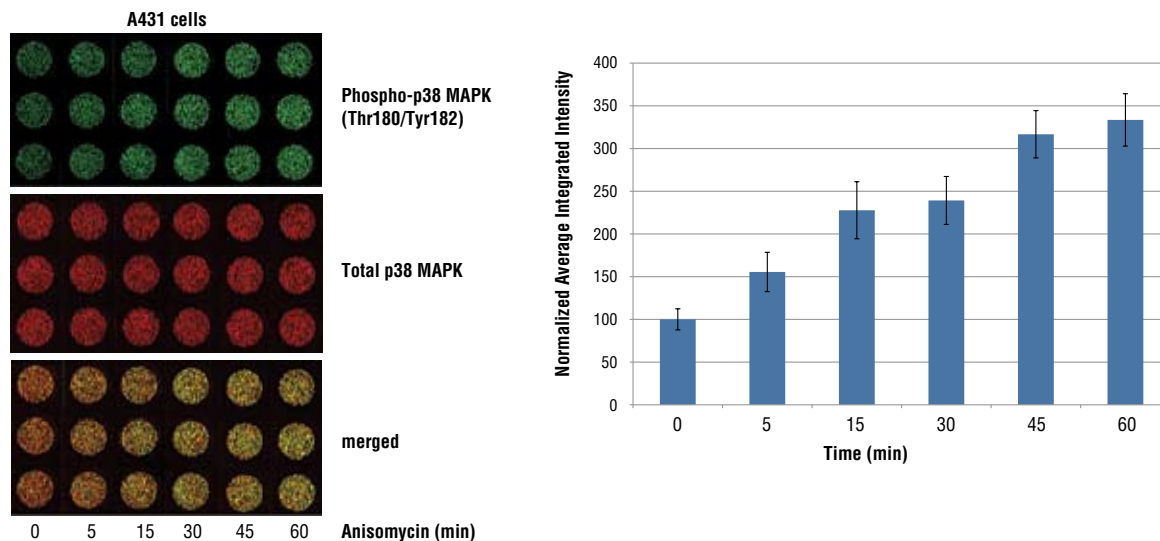 A431 cells
Phospho-p38 MAPK
(Thr180/Tyr182)
Total p38 MAPK
merged
0 5 15 30 45 60 Anisomycin (min)
Normalized Average Integrated Intensity
400
350
300
250
200
150
100
50
0
0 5 15 30 45 60
Time (min)